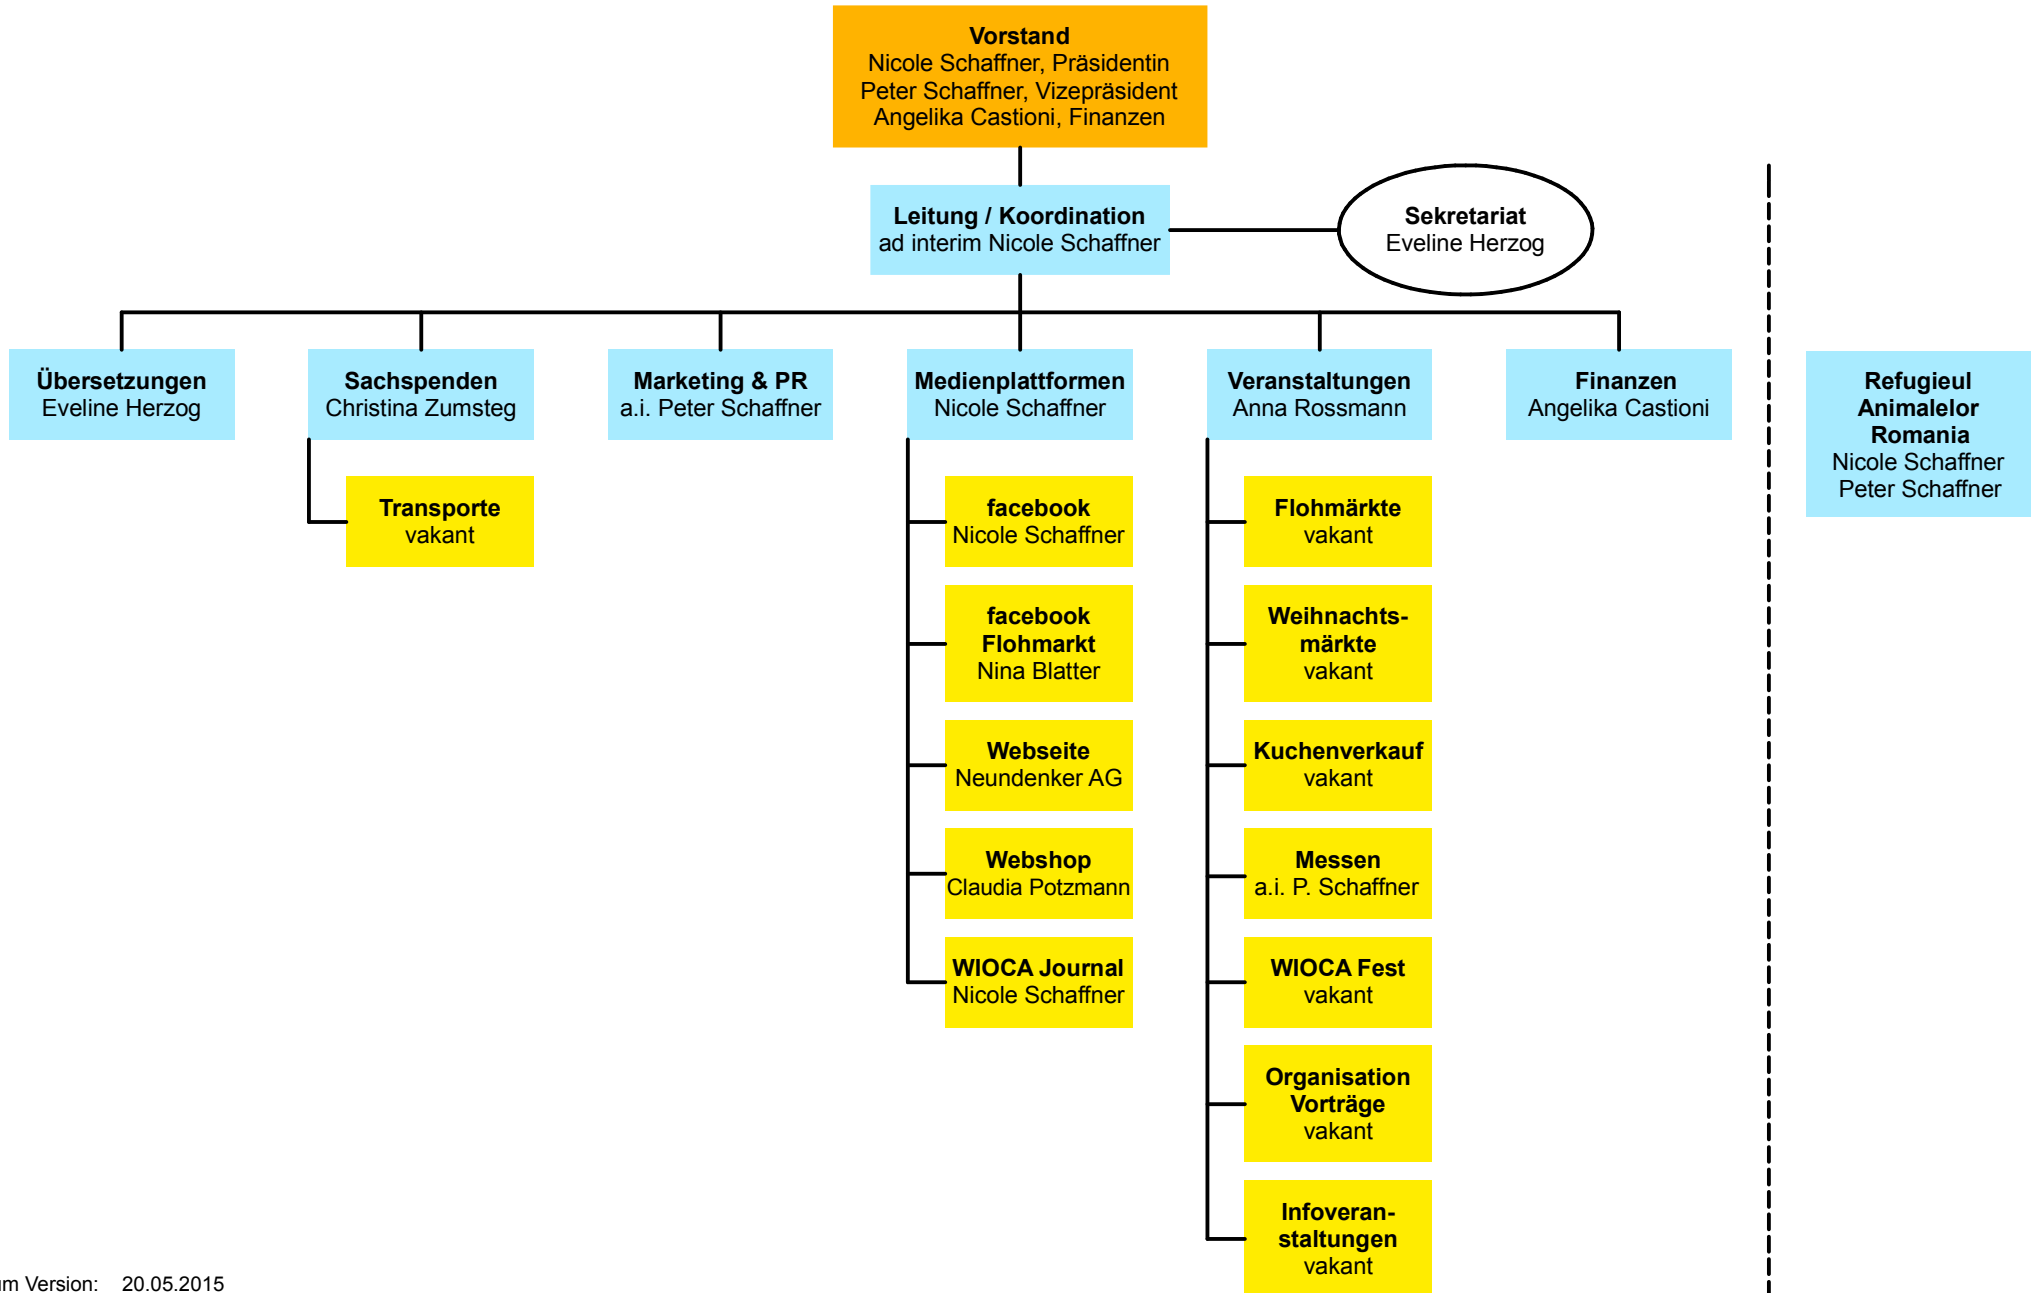 Vorstand
Nicole Schaffner, Präsidentin
Peter Schaffner, Vizepräsident
Angelika Castioni, Finanzen
Leitung / Koordination
ad interim Nicole Schaffner
Sekretariat
Eveline Herzog
Übersetzungen
Eveline Herzog
Sachspenden
Christina Zumsteg
Transporte
vakant
Marketing & PR
a.i. Peter Schaffner
Medienplattformen
Nicole Schaffner
facebook
Nicole Schaffner
facebook
Flohmarkt
Nina Blatter
Webseite
Neundenker AG
Webshop
Claudia Potzmann
WIOCA Journal
Nicole Schaffner
Veranstaltungen
Anna Rossmann
Flohmärkte
vakant
Weihnachts-
märkte
vakant
Kuchenverkauf
vakant
Messen
a.i. P. Schaffner
WIOCA Fest
vakant
Organisation
Vorträge
vakant
Infoveran-
staltungen
vakant
Finanzen
Angelika Castioni
Refugieul
Animalelor
Romania
Nicole Schaffner
Peter Schaffner
Version: 20.05.2015